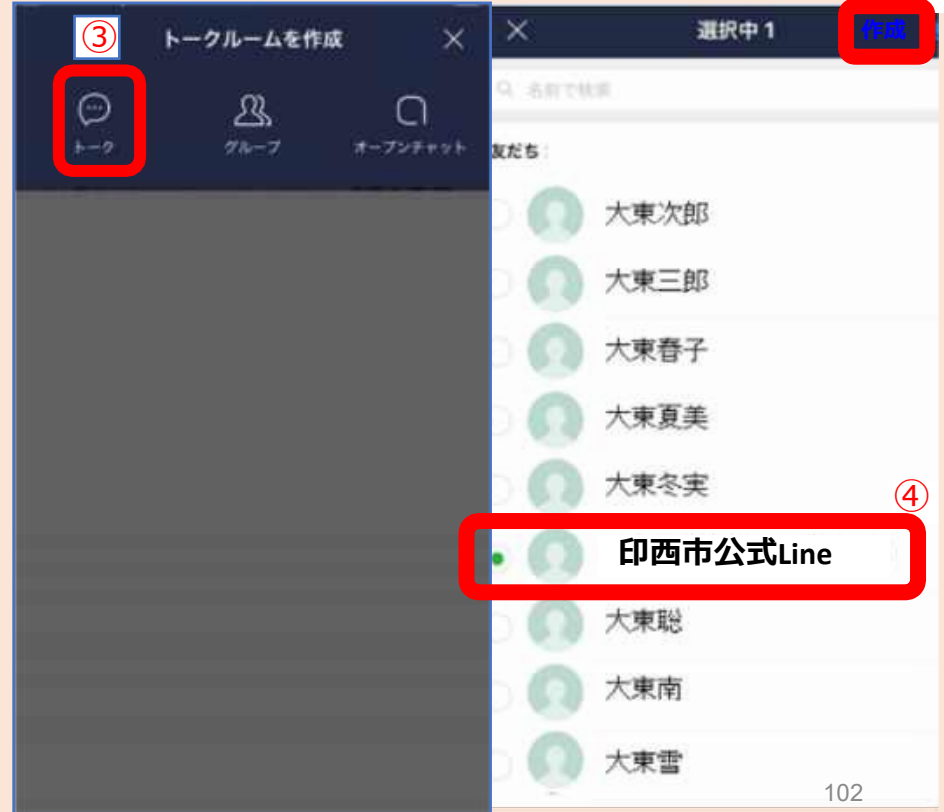 ③
トークルームを作成
トーク
グループ
オープンチャット
選択中 1
作成
名前で検索
友だち
大東次郎
大東三郎
大東春子
大東夏美
大東冬実
④
印西市公式Line
大東聡
大東南
大東雪
102